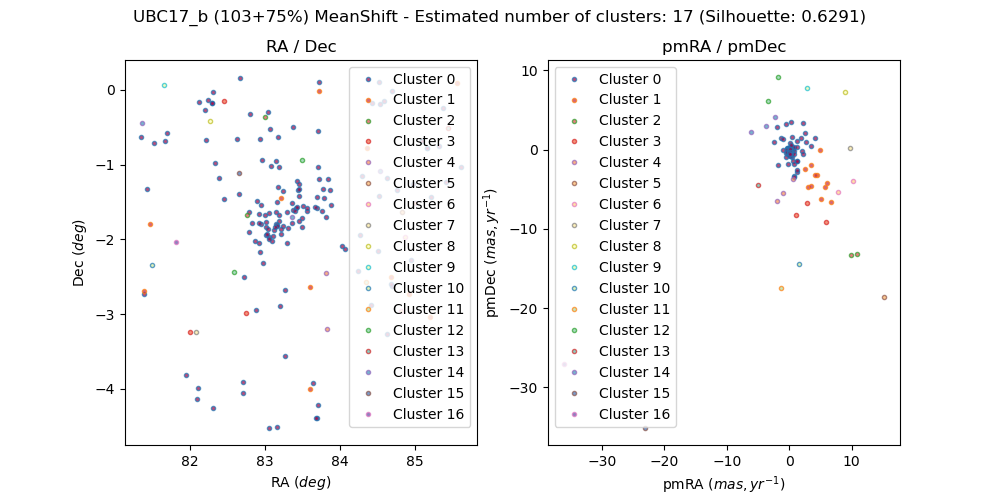 UBC17_b (103+75%) MeanShift - Estimated number of clusters: 17 (Silhouette: 0.6291)
RA / Dec
0
−1
−2
−3
−4
Dec (deg)
82
83
84
85
RA (deg)
Cluster 0
Cluster 1
Cluster 2
Cluster 3
Cluster 4
Cluster 5
Cluster 6
Cluster 7
Cluster 8
Cluster 9
Cluster 10
Cluster 11
Cluster 12
Cluster 13
Cluster 14
Cluster 15
Cluster 16
pmRA / pmDec
10
0
−10
−20
−30
pmDec (mas, yr⁻¹)
−30
−20
−10
0
10
pmRA (mas, yr⁻¹)
Cluster 0
Cluster 1
Cluster 2
Cluster 3
Cluster 4
Cluster 5
Cluster 6
Cluster 7
Cluster 8
Cluster 9
Cluster 10
Cluster 11
Cluster 12
Cluster 13
Cluster 14
Cluster 15
Cluster 16